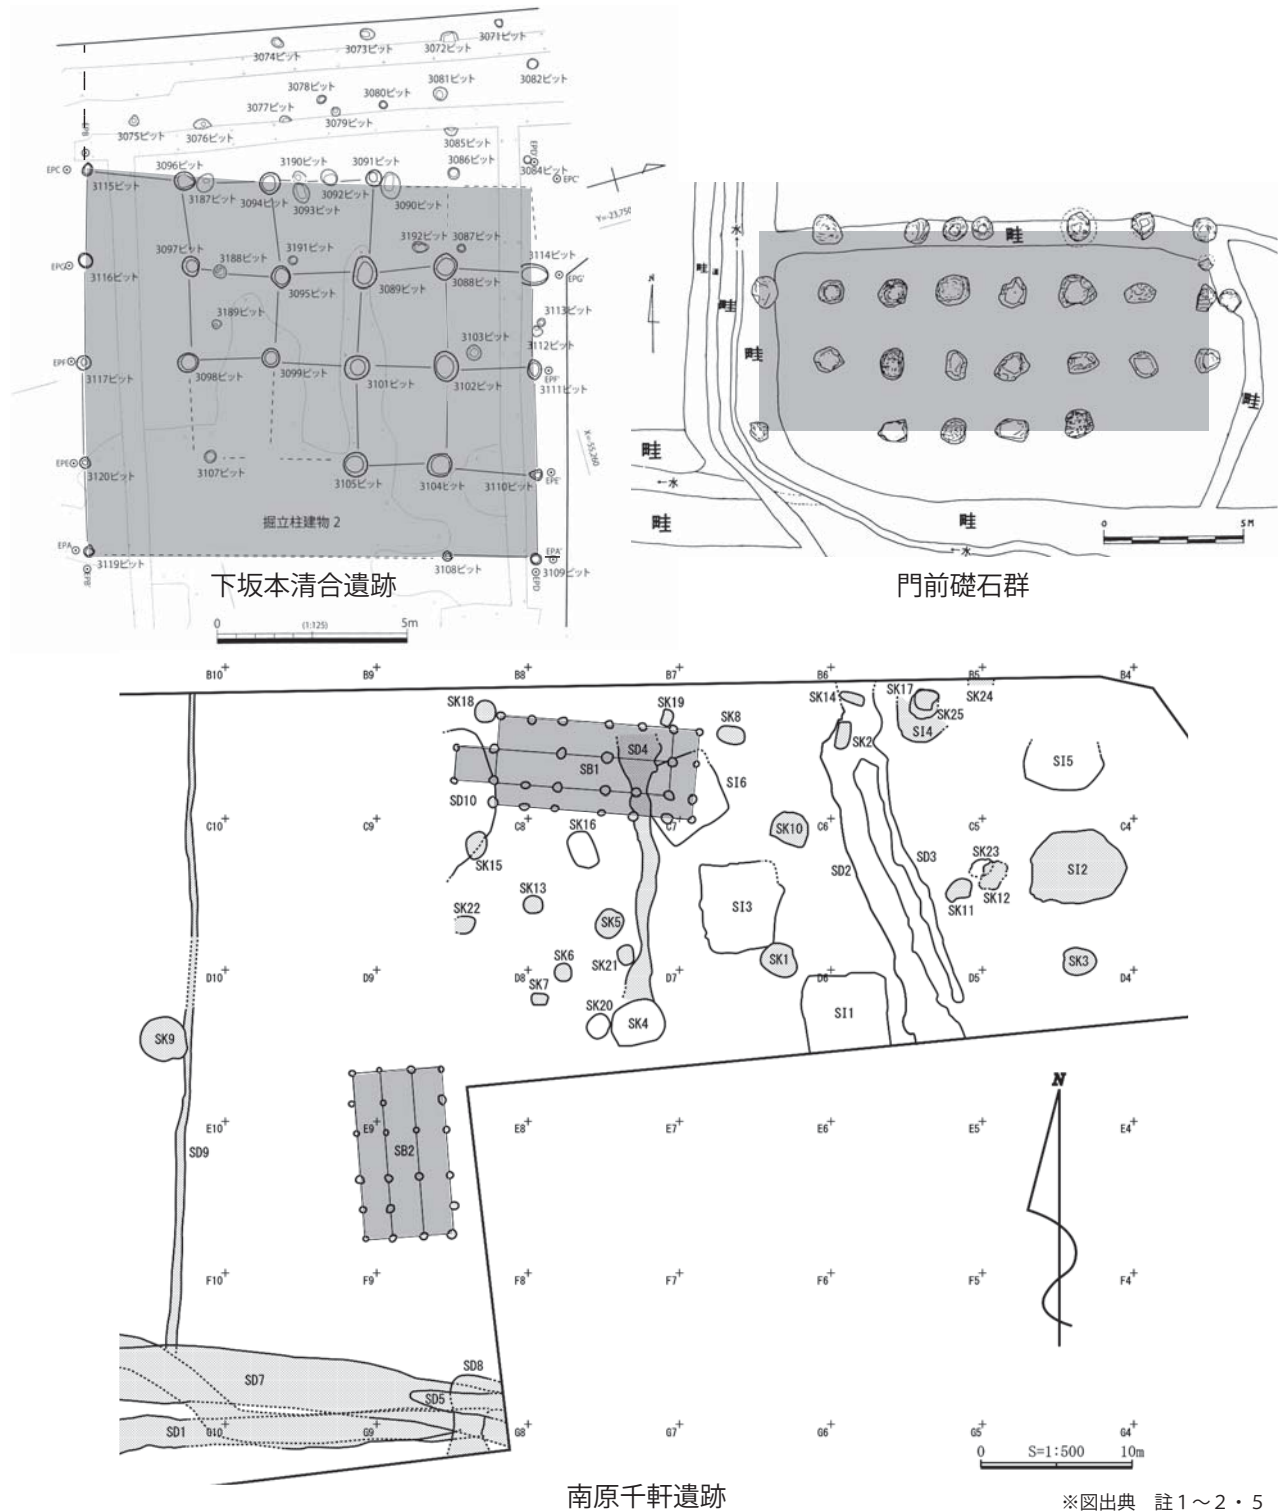 3071ピット
3074ピット
3073ピット
3072ピット
3082ピット
3081ピット
3078ピット
3080ピット
3077ピット
3079ピット
3075ピット
3076ピット
3085ピット
3086ピット
3084ピット
EPB
EPD'
EPC
EPC'
3115ピット
3096ピット
3187ピット
3094ピット
3190ピット
3093ピット
3092ピット
3091ピット
3090ピット
Y=-23,750
3097ピット
3188ピット
3191ピット
3095ピット
3192ピット
3087ピット
3089ピット
3088ピット
3114ピット
EPG
EPG'
3116ピット
3189ピット
3113ピット
3112ピット
3103ピット
EPF
EPF'
3117ピット
3098ピット
3099ピット
3101ピット
3102ピット
3111ピット
X=-55,260
EPE
EPE'
3120ピット
3107ピット
3105ピット
3104ピット
3110ピット
掘立柱建物 2
EPA
EPA'
3119ピット
3108ピット
3109ピット
EPB'
EPD
下坂本清合遺跡
0
(1:125)
5m
水
畦
畦
畦
畦
畦
畦
畦
畦
畦
水
水
N
0
5M
門前礎石群
B10
B9
B8
B7
B6
B5
B4
SK18
SK19
SK8
SK14
SK17
SK24
SK25
SI4
SK2
SD4
SB1
SI6
SI5
SD10
C10
C9
C8
C7
C6
C5
C4
SK16
SK10
SK15
SD2
SD3
SK23
SI2
SK13
SK12
SK11
SK22
SK5
SI3
SK6
SK21
SK1
SK3
D10
D9
D8
D7
D6
D5
D4
SK7
SK20
SK4
SI1
SK9
N
E10
E9
E8
E7
E6
E5
E4
SD9
SB2
F10
F9
F8
F7
F6
F5
F4
SD7
SD8
SD5
SD1
G10
G9
G8
G7
G6
G5
G4
0
S=1:500
10m
南原千軒遺跡
※図出典 註1～2・5